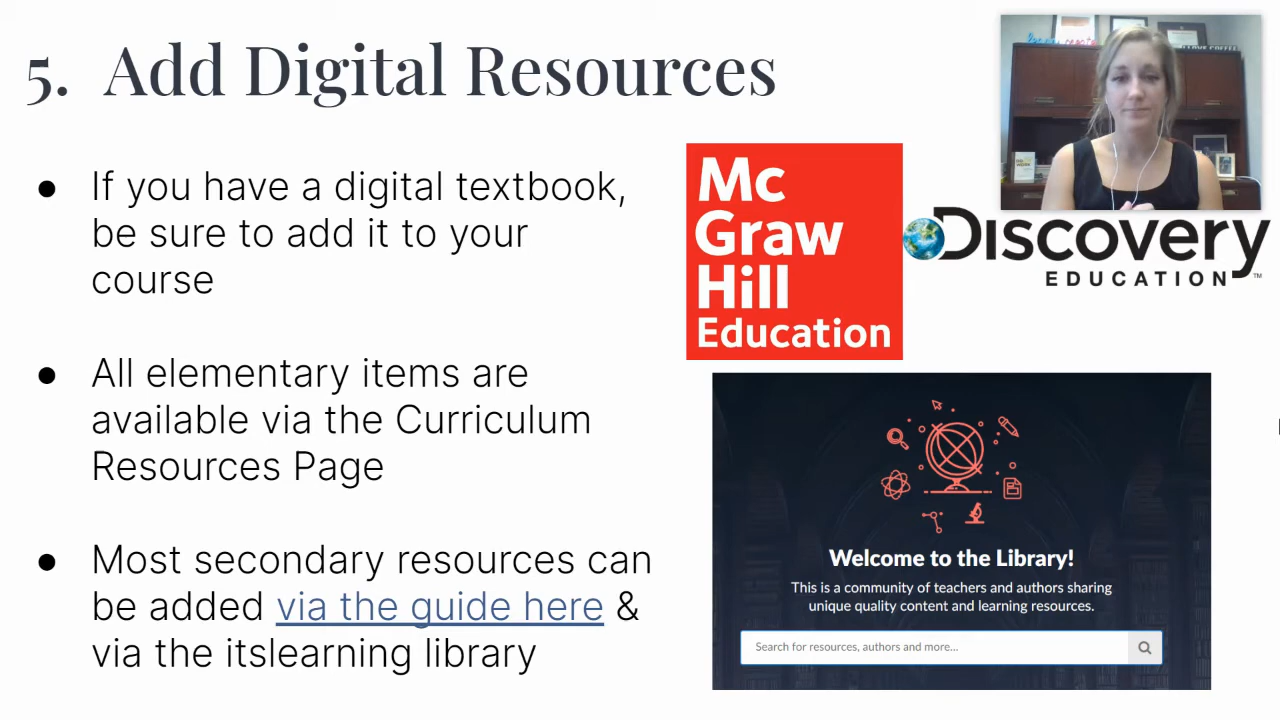 5. Add Digital Resources
● If you have a digital textbook,
be sure to add it to your
course
● All elementary items are
available via the Curriculum
Resources Page
● Most secondary resources can
be added via the guide here &
via the itslearning library
Mc
Graw
Hill
Education
Discovery
EDUCATION™
Welcome to the Library!
This is a community of teachers and authors sharing
unique quality content and learning resources.
Search for resources, authors and more...